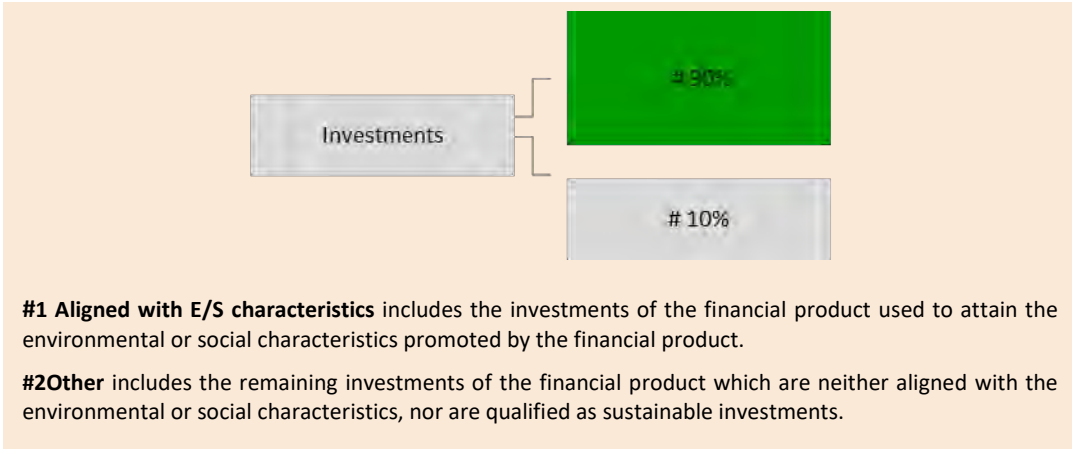 # 90%
Investments
# 10%
#1 Aligned with E/S characteristics includes the investments of the financial product used to attain the
environmental or social characteristics promoted by the financial product.
#2Other includes the remaining investments of the financial product which are neither aligned with the
environmental or social characteristics, nor are qualified as sustainable investments.